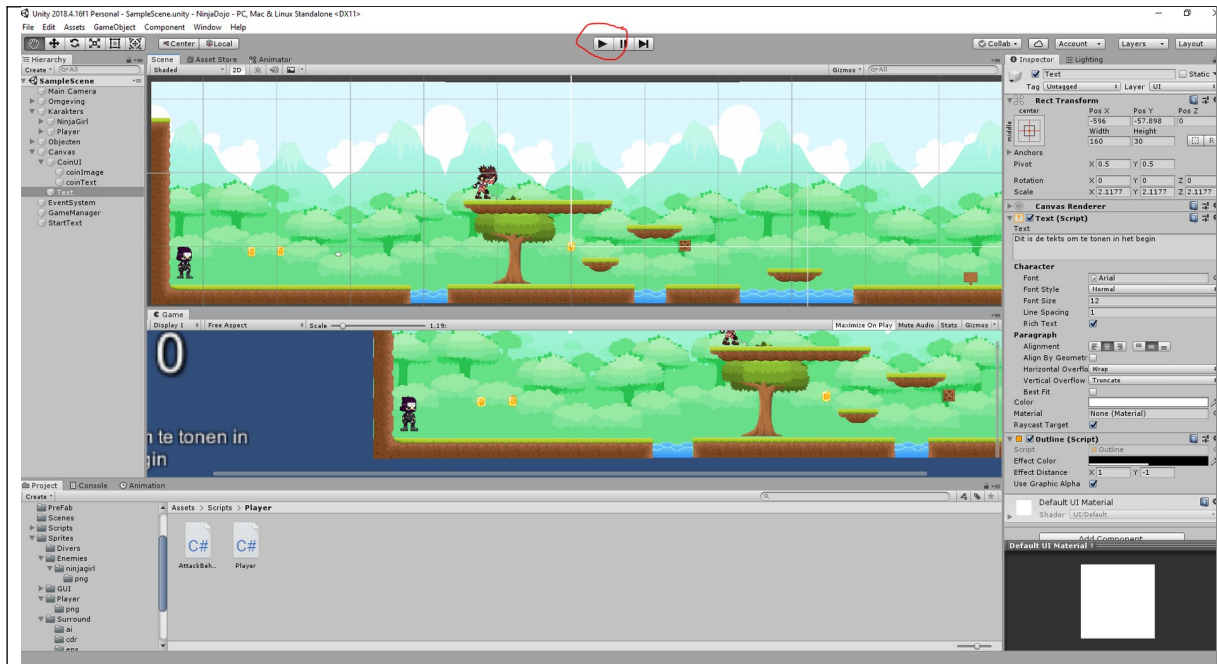 Unity 2018.4.16f1 Personal - SampleScene.unity - NinjaDojo - PC, Mac & Linux Standalone <DX11>
File Edit Assets GameObject Component Window Help
Center Local
Collab Account Layers Layout
Hierarchy
Create All
SampleScene
Main Camera
Omgeving
Karakters
NinjaGirl
Player
Objecten
Canvas
CoinUI
coinImage
coinText
Text
EventSystem
GameManager
StartText
Scene Asset Store Animator
Shaded 2D Gizmos All
Game
Display 1 Free Aspect Scale 1.19: Maximize On Play Mute Audio Stats Gizmos
0
te tonen in
Inspector Lighting
Text Static
Tag Untagged Layer UI
Rect Transform
center Pos X Pos Y Pos Z
middle -596 -57.898 0
Width Height
160 30 R
Anchors
Pivot X 0.5 Y 0.5
Rotation X 0 Y 0 Z 0
Scale X 2.1177 Y 2.1177 Z 2.1177
Canvas Renderer
Text (Script)
Text
Dit is de tekts om te tonen in het begin
Character
Font Arial
Font Style Normal
Font Size 12
Line Spacing 1
Rich Text
Paragraph
Alignment
Align By Geometr
Horizontal Overflo Wrap
Vertical Overflow Truncate
Best Fit
Color
Material None (Material)
Raycast Target
Outline (Script)
Script Outline
Effect Color
Effect Distance X 1 Y -1
Use Graphic Alpha
Default UI Material
Shader UI/Default
Add Component
Default UI Material
Project Console Animation
Create
PreFab
Scenes
Scripts
Sprites
Divers
Enemies
ninjagirl
png
GUI
Player
png
Surround
ai
cdr
eps
Assets > Scripts > Player
C# C#
AttackBeh... Player